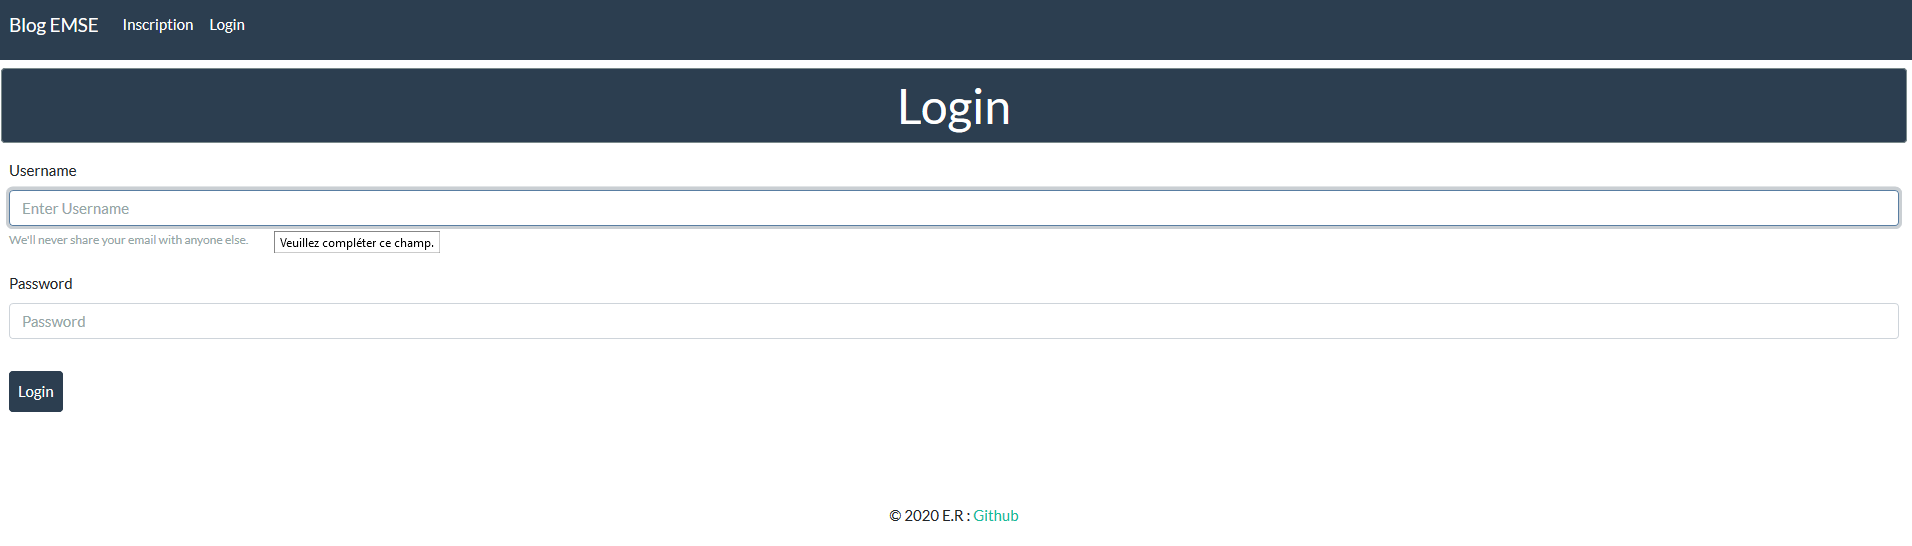 Blog EMSE Inscription Login
Login
Username
Enter Username
We'll never share your email with anyone else. Veuillez compléter ce champ.
Password
Password
Login
© 2020 E.R : Github